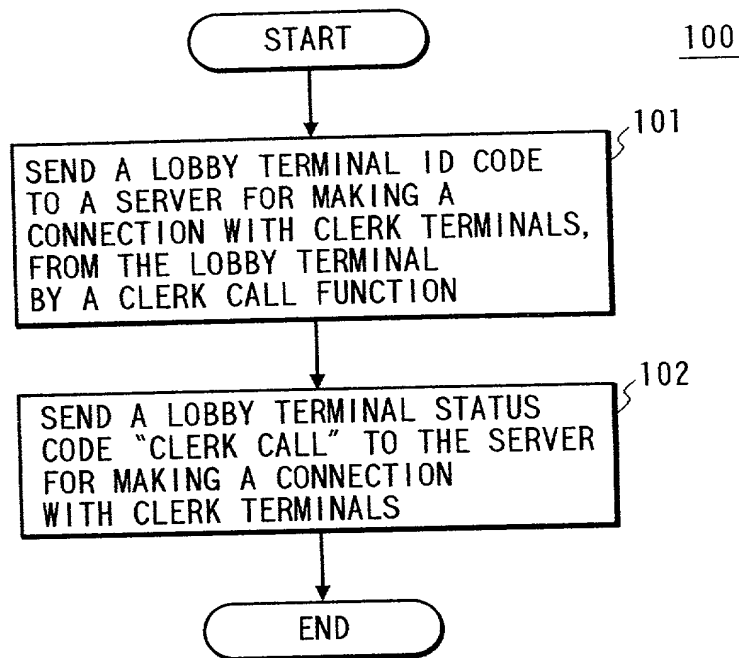 START
100
101
SEND A LOBBY TERMINAL ID CODE
TO A SERVER FOR MAKING A
CONNECTION WITH CLERK TERMINALS,
FROM THE LOBBY TERMINAL
BY A CLERK CALL FUNCTION
102
SEND A LOBBY TERMINAL STATUS
CODE "CLERK CALL" TO THE SERVER
FOR MAKING A CONNECTION
WITH CLERK TERMINALS
END